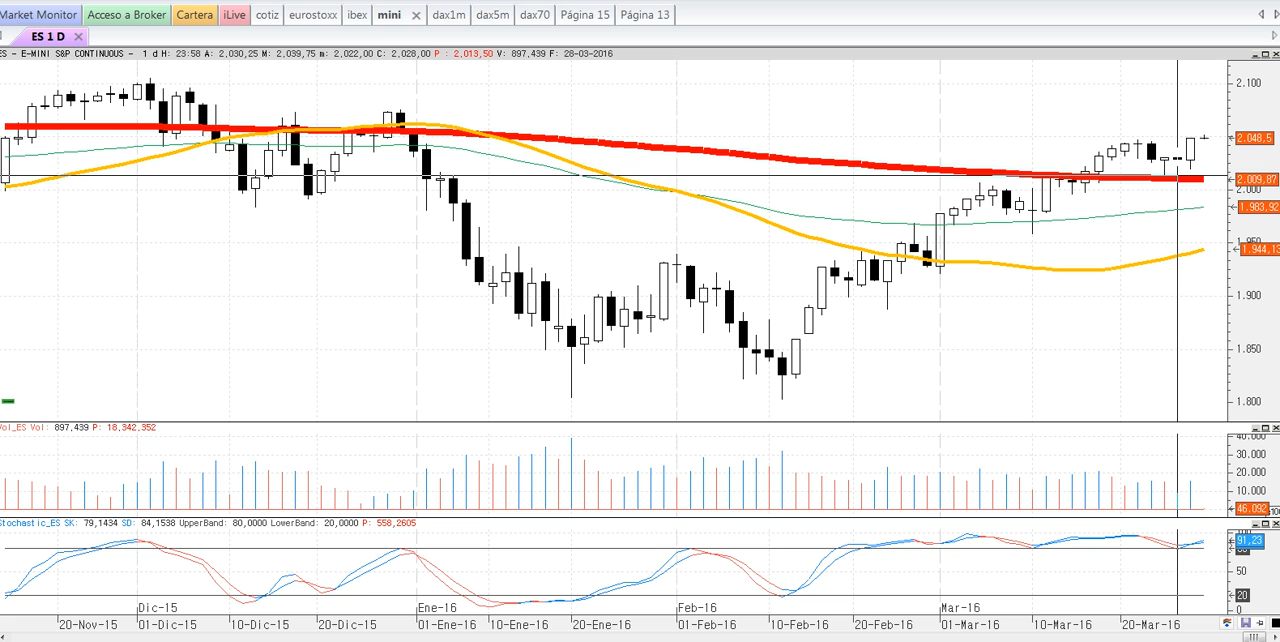 Market Monitor Acceso a Broker Cartera iLive cotiz eurostoxx ibex mini dax1m dax5m dax70 Página 15 Página 13
ES 1 D
ES - E-MINI S&P CONTINUOUS - 1 d H: 23:58 A: 2,030,25 M: 2,039,75 m: 2,022,00 C: 2,028,00 P : 2,013,50 V: 897,439 F: 28-03-2016
2.100
2.048,5
2.009,87
2.000
1.983,92
1.950
1.944,13
1.900
1.850
1.800
Vol_ES Vol: 897,439 P: 18,342,352
40.000
30.000
20.000
10.000
46.092
Stochastic_ES SK: 79,1434 SD: 84,1538 UpperBand: 80,0000 LowerBand: 20,0000 P: 558,2605
91,23
80
50
20
0
Dic-15 Ene-16 Feb-16 Mar-16
20-Nov-15 01-Dic-15 10-Dic-15 20-Dic-15 01-Ene-16 10-Ene-16 20-Ene-16 01-Feb-16 10-Feb-16 20-Feb-16 01-Mar-16 10-Mar-16 20-Mar-16